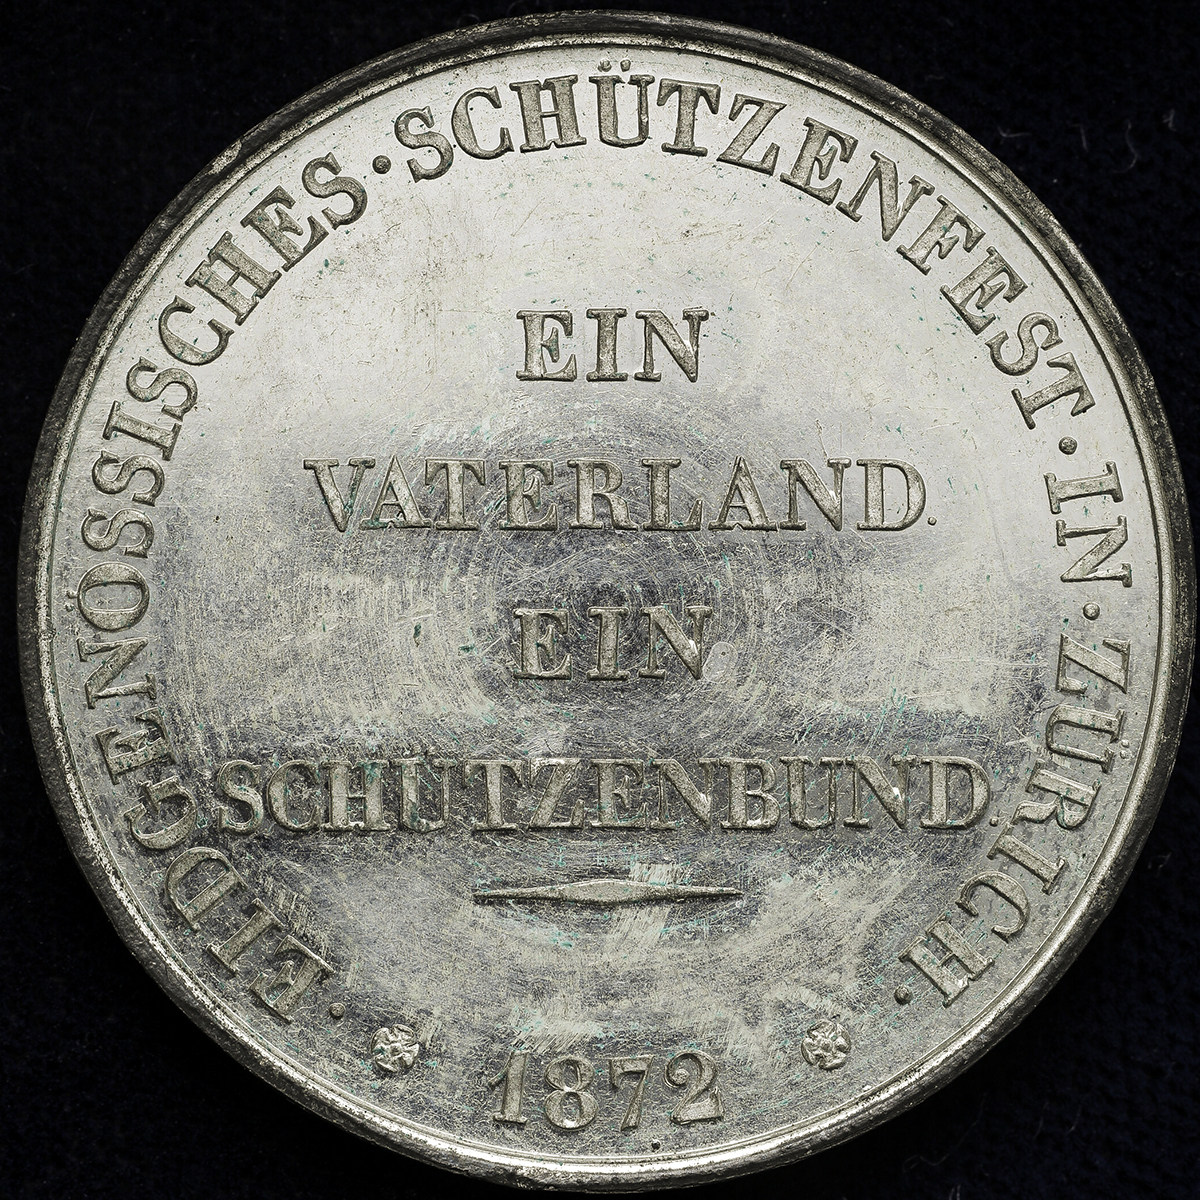 · EIDGENÖSSISCHES · SCHÜTZENFEST · IN · ZÜRICH ·
EIN
VATERLAND.
EIN
SCHÜTZENBUND.
1872